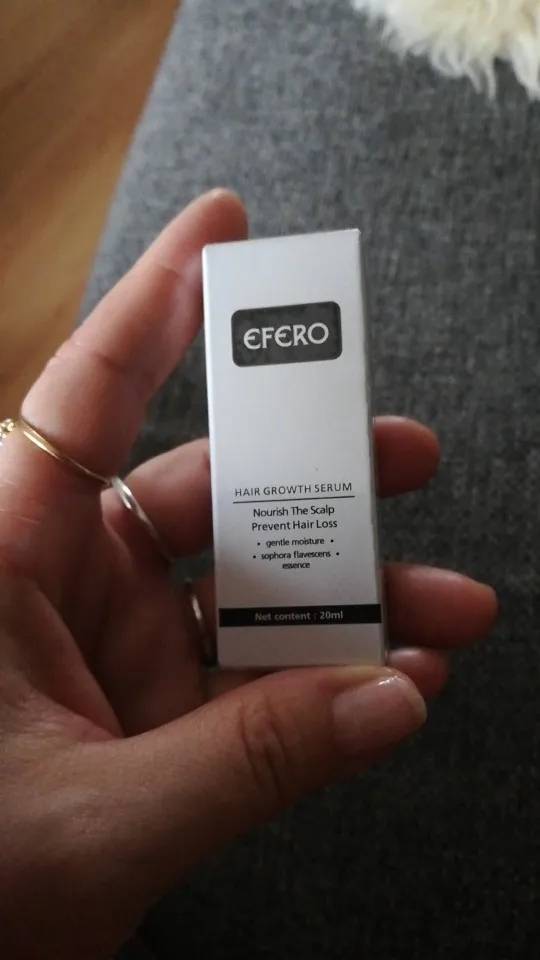 EFERO
HAIR GROWTH SERUM
Nourish The Scalp
Prevent Hair Loss
• gentle moisture •
• sophora flavescens •
essence
Net content : 20ml